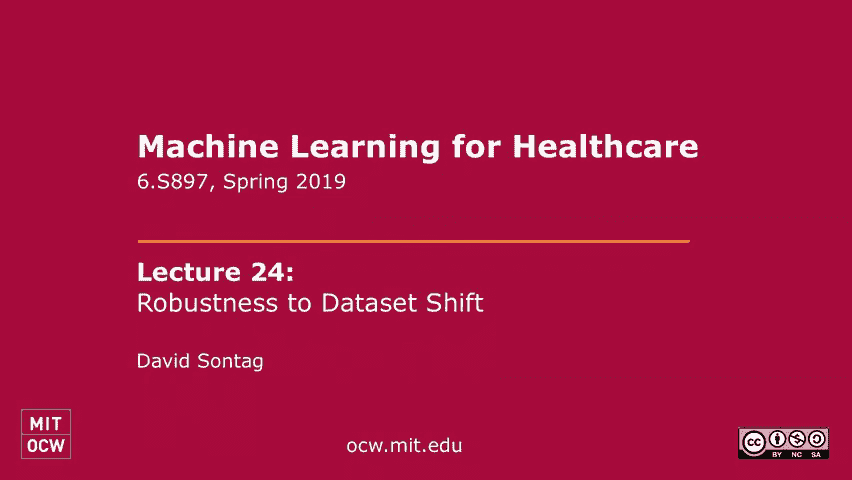 Machine Learning for Healthcare
6.S897, Spring 2019
Lecture 24:
Robustness to Dataset Shift
David Sontag
MIT
OCW
ocw.mit.edu
cc
BY NC SA